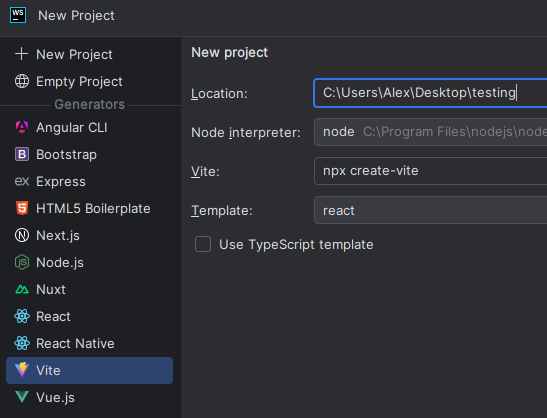 WS
New Project
New Project
Empty Project
Generators
Angular CLI
Bootstrap
ex Express
HTML5 Boilerplate
Next.js
Node.js
Nuxt
React
React Native
Vite
Vue.js
New project
Location: C:\Users\Alex\Desktop\testing
Node interpreter: node C:\Program Files\nodejs\node
Vite: npx create-vite
Template: react
Use TypeScript template